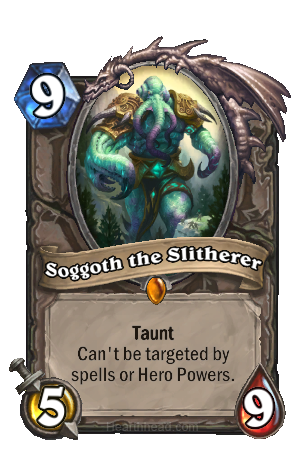 9
Soggoth the Slitherer
Taunt
Can't be targeted by
spells or Hero Powers.
5
9